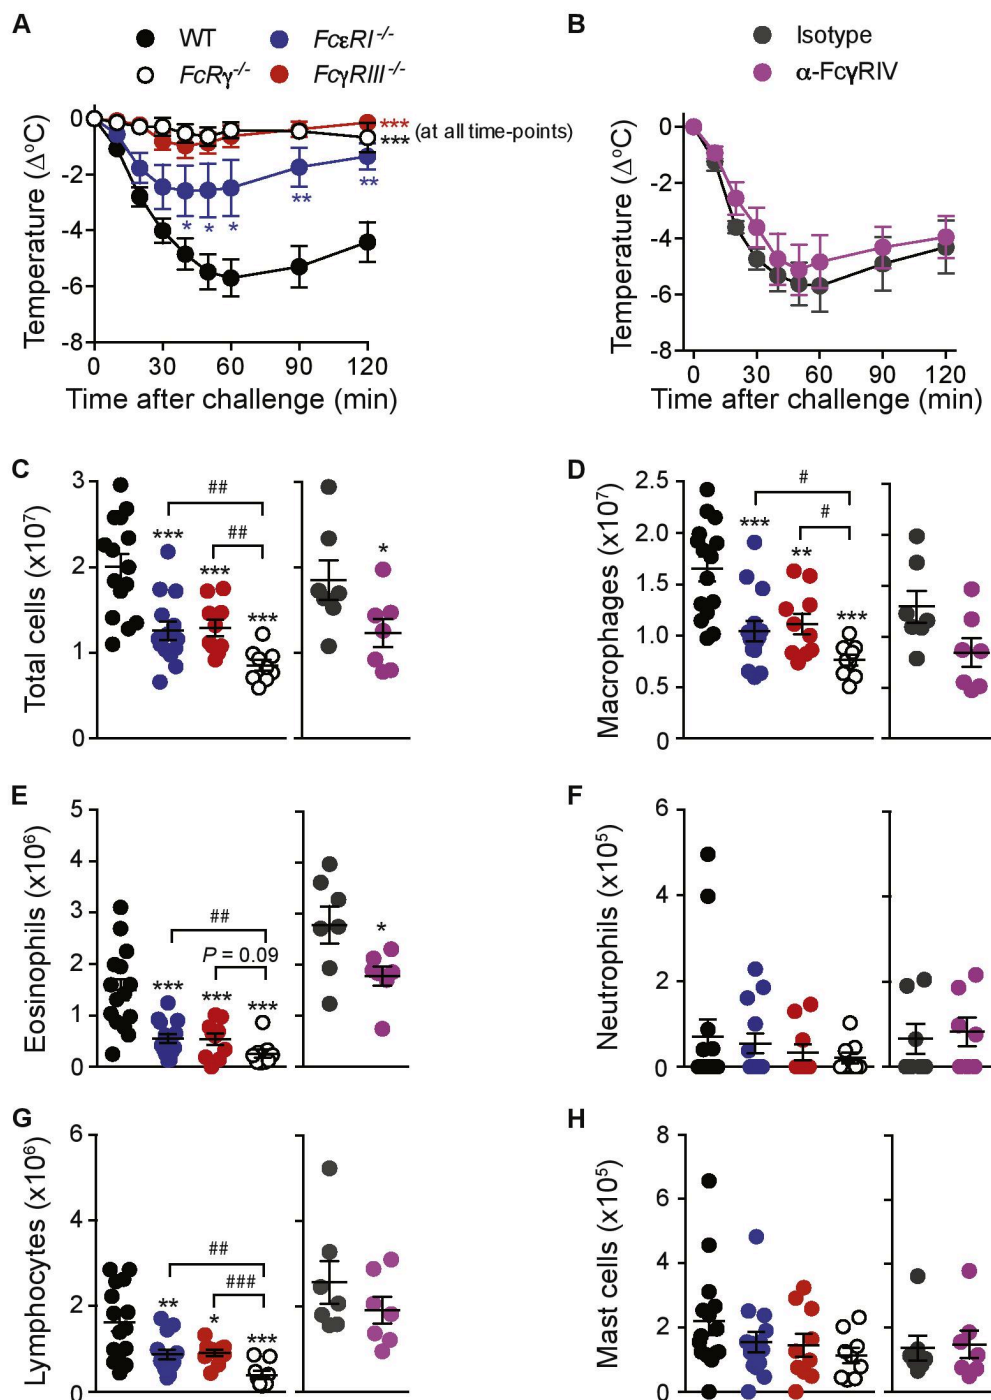 A
WT
FcεRI⁻/⁻
FcRγ⁻/⁻
FcγRIII⁻/⁻
Temperature (Δ°C)
0
-2
-4
-6
-8
***
*** (at all time-points)
* * * ** **
0 30 60 90 120
Time after challenge (min)
B
Isotype
α-FcγRIV
Temperature (Δ°C)
0
-2
-4
-6
-8
0 30 60 90 120
Time after challenge (min)
C
Total cells (x10⁷)
3
2
1
0
##
##
***
***
***
*
D
Macrophages (x10⁷)
2.5
2.0
1.5
1.0
0.5
0
#
#
***
**
***
E
Eosinophils (x10⁶)
5
4
3
2
1
0
##
P = 0.09
***
***
***
*
F
Neutrophils (x10⁵)
6
4
2
0
G
Lymphocytes (x10⁶)
6
4
2
0
##
###
**
*
***
H
Mast cells (x10⁵)
8
6
4
2
0